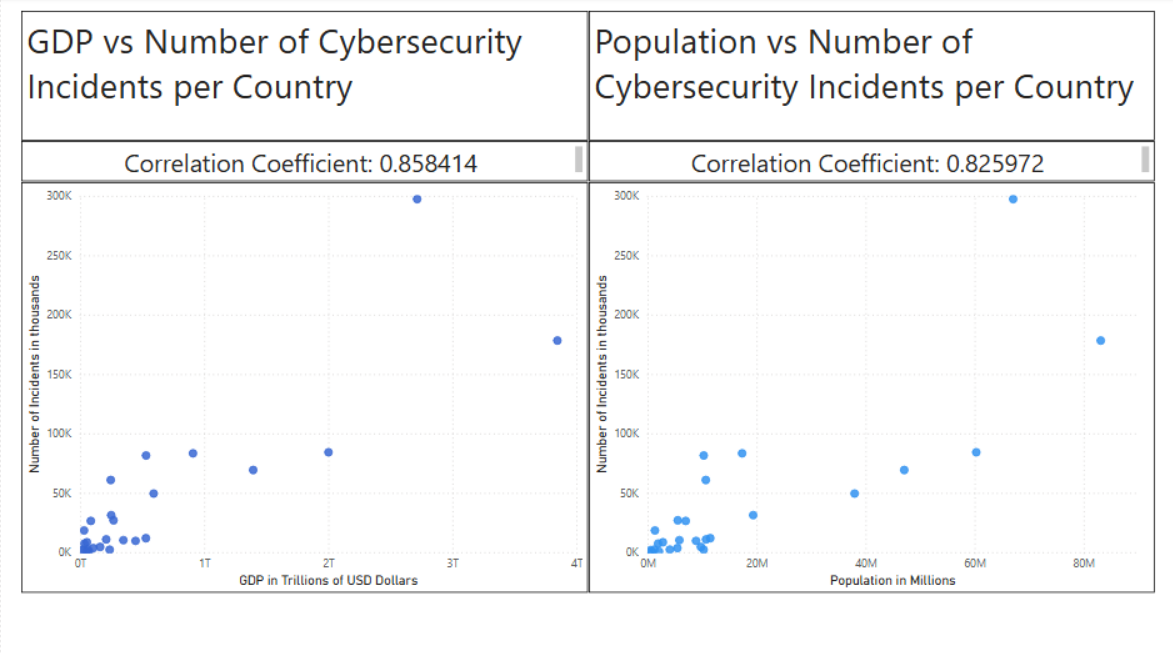 GDP vs Number of Cybersecurity
Incidents per Country
Correlation Coefficient: 0.858414
Number of Incidents in thousands
300K
250K
200K
150K
100K
50K
0K
0T
1T
2T
3T
4T
GDP in Trillions of USD Dollars
Population vs Number of
Cybersecurity Incidents per Country
Correlation Coefficient: 0.825972
Number of Incidents in thousands
300K
250K
200K
150K
100K
50K
0K
0M
20M
40M
60M
80M
Population in Millions